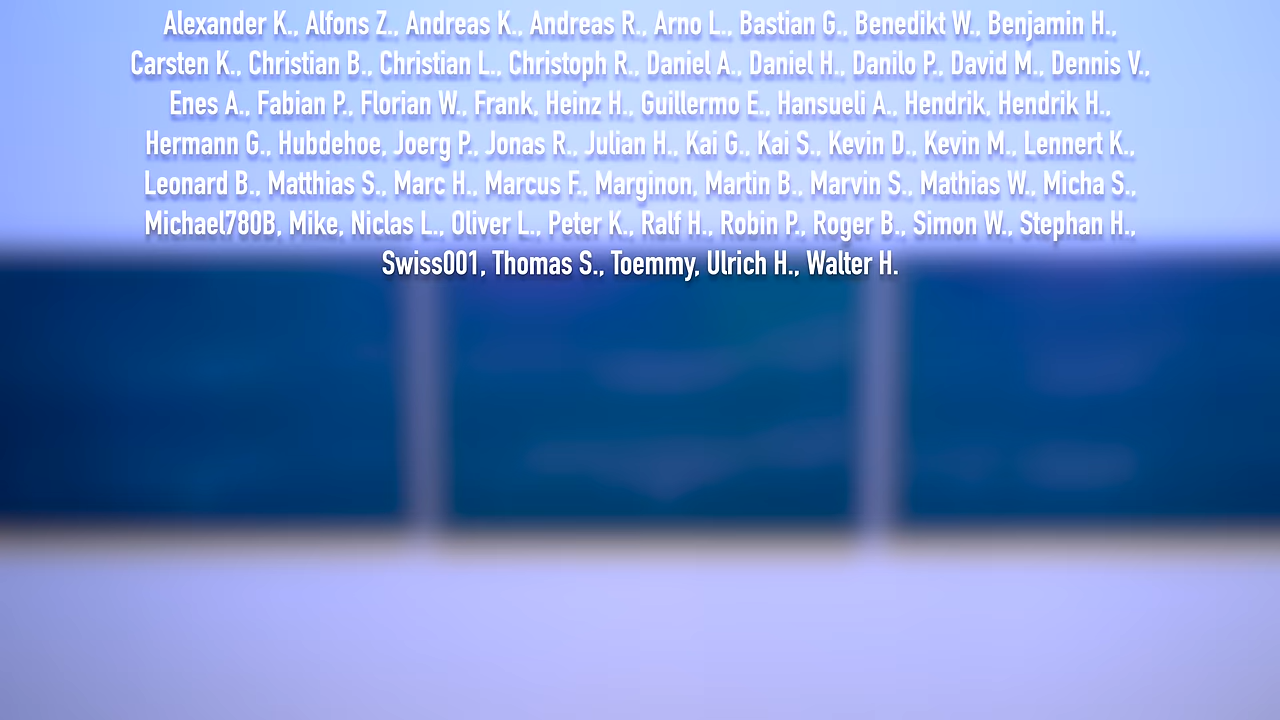 Alexander K., Alfons Z., Andreas K., Andreas R., Arno L., Bastian G., Benedikt W., Benjamin H.,
Carsten K., Christian B., Christian L., Christoph R., Daniel A., Daniel H., Danilo P., David M., Dennis V.,
Enes A., Fabian P., Florian W., Frank, Heinz H., Guillermo E., Hansueli A., Hendrik, Hendrik H.,
Hermann G., Hubdehoe, Joerg P., Jonas R., Julian H., Kai G., Kai S., Kevin D., Kevin M., Lennert K.,
Leonard B., Matthias S., Marc H., Marcus F., Marginon, Martin B., Marvin S., Mathias W., Micha S.,
Michael780B, Mike, Niclas L., Oliver L., Peter K., Ralf H., Robin P., Roger B., Simon W., Stephan H.,
Swiss001, Thomas S., Toemmy, Ulrich H., Walter H.